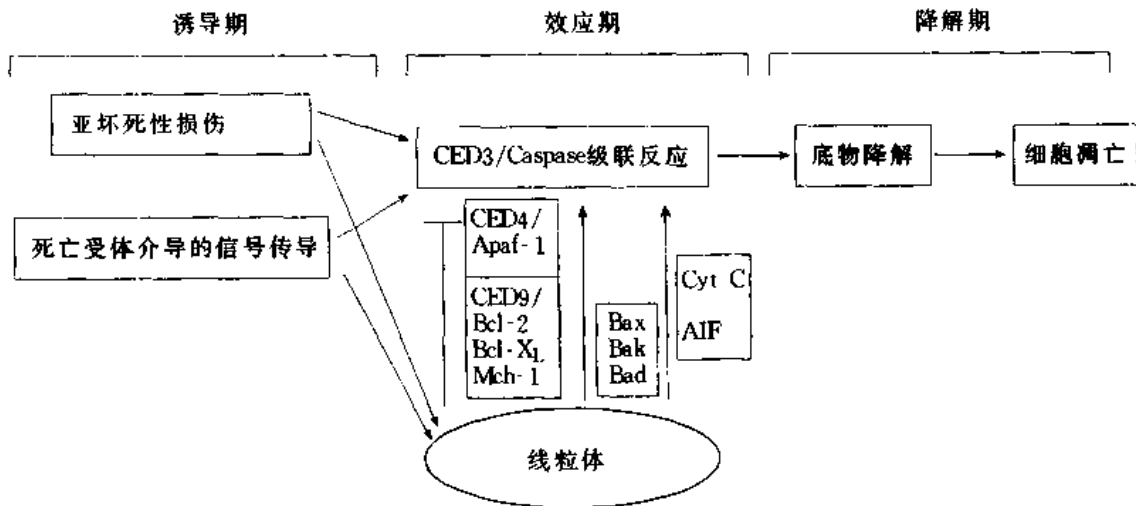 诱导期
效应期
降解期
亚坏死性损伤
CED3/Caspase级联反应
底物降解
细胞凋亡
死亡受体介导的信号传导
CED4/
Apaf-1
CED9/
Bcl-2
Bcl-XL
Mch-1
Bax
Bak
Bad
Cyt C
AIF
线粒体